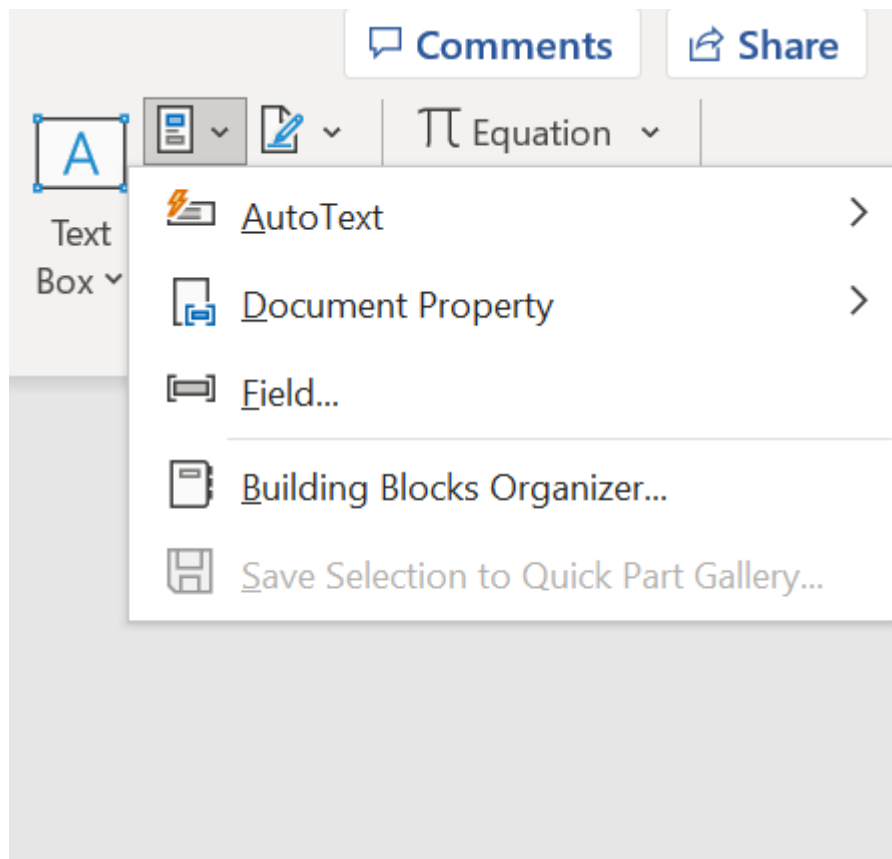 Comments
Share
A
Text
Box
π Equation
AutoText
Document Property
Field...
Building Blocks Organizer...
Save Selection to Quick Part Gallery...